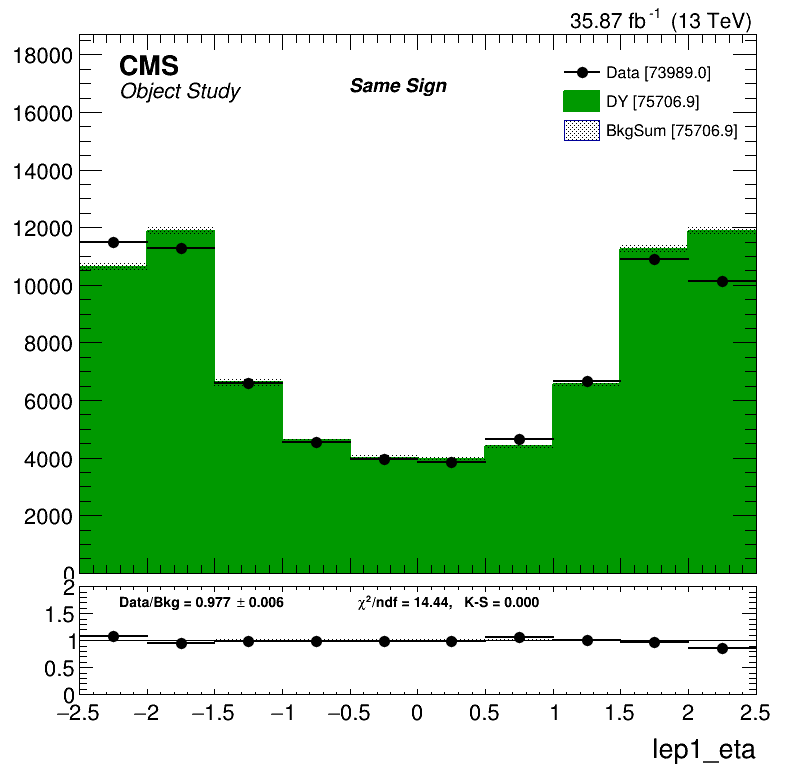 35.87 fb⁻¹ (13 TeV)
CMS
Object Study
Same Sign
Data [73989.0]
DY [75706.9]
BkgSum [75706.9]
18000
16000
14000
12000
10000
8000
6000
4000
2000
0
2
1.5
1
0.5
0
Data/Bkg = 0.977 ± 0.006
χ²/ndf = 14.44, K-S = 0.000
−2.5 −2 −1.5 −1 −0.5 0 0.5 1 1.5 2 2.5
lep1_eta